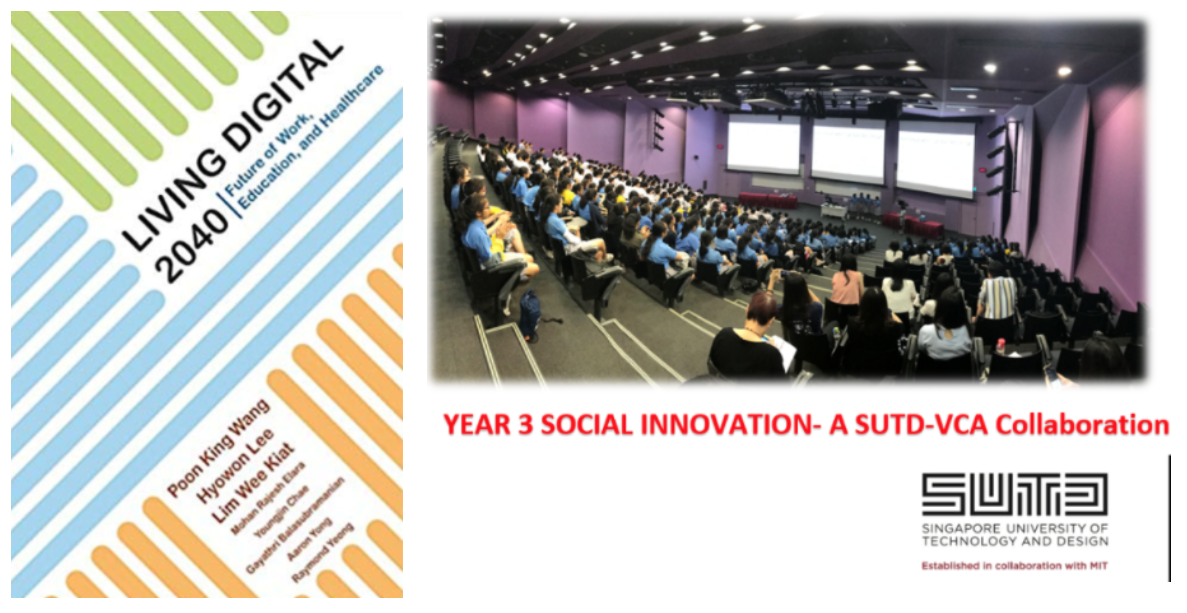 LIVING DIGITAL
2040
Future of Work,
Education, and Healthcare
Poon King Wang
Hyowon Lee
Lim Wee Kiat
Mohan Rajesh Elara
Youngjin Chae
Gayathri Balasubramanian
Aaron Yong
Raymond Yeong
YEAR 3 SOCIAL INNOVATION- A SUTD-VCA Collaboration
SUTD
SINGAPORE UNIVERSITY OF
TECHNOLOGY AND DESIGN
Established in collaboration with MIT